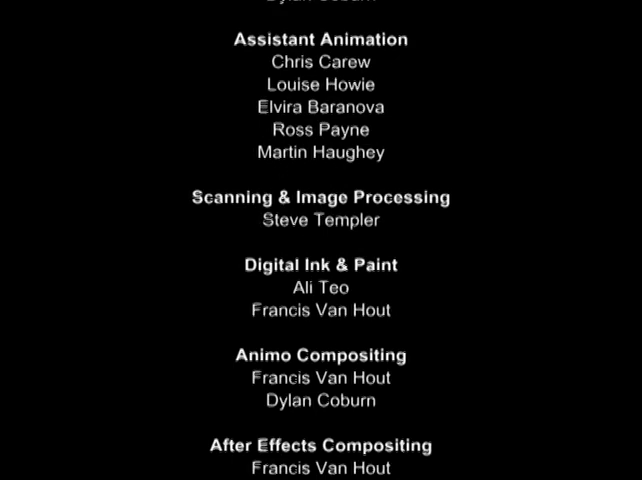 Dylan Coburn
Assistant Animation
Chris Carew
Louise Howie
Elvira Baranova
Ross Payne
Martin Haughey
Scanning & Image Processing
Steve Templer
Digital Ink & Paint
Ali Teo
Francis Van Hout
Animo Compositing
Francis Van Hout
Dylan Coburn
After Effects Compositing
Francis Van Hout